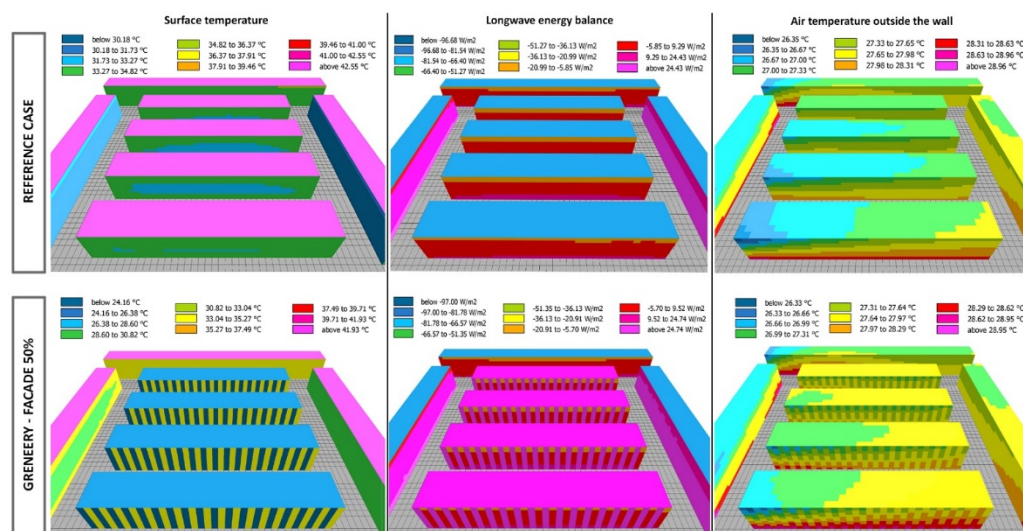 Surface temperature
Longwave energy balance
Air temperature outside the wall
REFERENCE CASE
below 30.18 °C
30.18 to 31.73 °C
31.73 to 33.27 °C
33.27 to 34.82 °C
34.82 to 36.37 °C
36.37 to 37.91 °C
37.91 to 39.46 °C
39.46 to 41.00 °C
41.00 to 42.55 °C
above 42.55 °C
below -96.68 W/m2
-96.68 to -81.54 W/m2
-81.54 to -66.40 W/m2
-66.40 to -51.27 W/m2
-51.27 to -36.13 W/m2
-36.13 to -20.99 W/m2
-20.99 to -5.85 W/m2
-5.85 to 9.29 W/m2
9.29 to 24.43 W/m2
above 24.43 W/m2
below 26.35 °C
26.35 to 26.67 °C
26.67 to 27.00 °C
27.00 to 27.33 °C
27.33 to 27.65 °C
27.65 to 27.98 °C
27.98 to 28.31 °C
28.31 to 28.63 °C
28.63 to 28.96 °C
above 28.96 °C
GRENEERY - FACADE 50%
below 24.16 °C
24.16 to 26.38 °C
26.38 to 28.60 °C
28.60 to 30.82 °C
30.82 to 33.04 °C
33.04 to 35.27 °C
35.27 to 37.49 °C
37.49 to 39.71 °C
39.71 to 41.93 °C
above 41.93 °C
below -97.00 W/m2
-97.00 to -81.78 W/m2
-81.78 to -66.57 W/m2
-66.57 to -51.35 W/m2
-51.35 to -36.13 W/m2
-36.13 to -20.91 W/m2
-20.91 to -5.70 W/m2
-5.70 to 9.52 W/m2
9.52 to 24.74 W/m2
above 24.74 W/m2
below 26.33 °C
26.33 to 26.66 °C
26.66 to 26.99 °C
26.99 to 27.31 °C
27.31 to 27.64 °C
27.64 to 27.97 °C
27.97 to 28.29 °C
28.29 to 28.62 °C
28.62 to 28.95 °C
above 28.95 °C